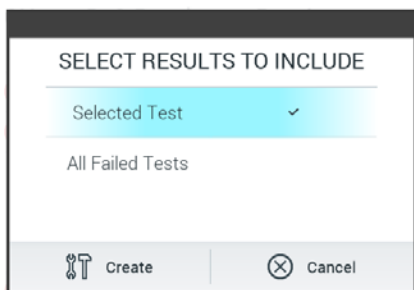 SELECT RESULTS TO INCLUDE
Selected Test
All Failed Tests
Create Cancel